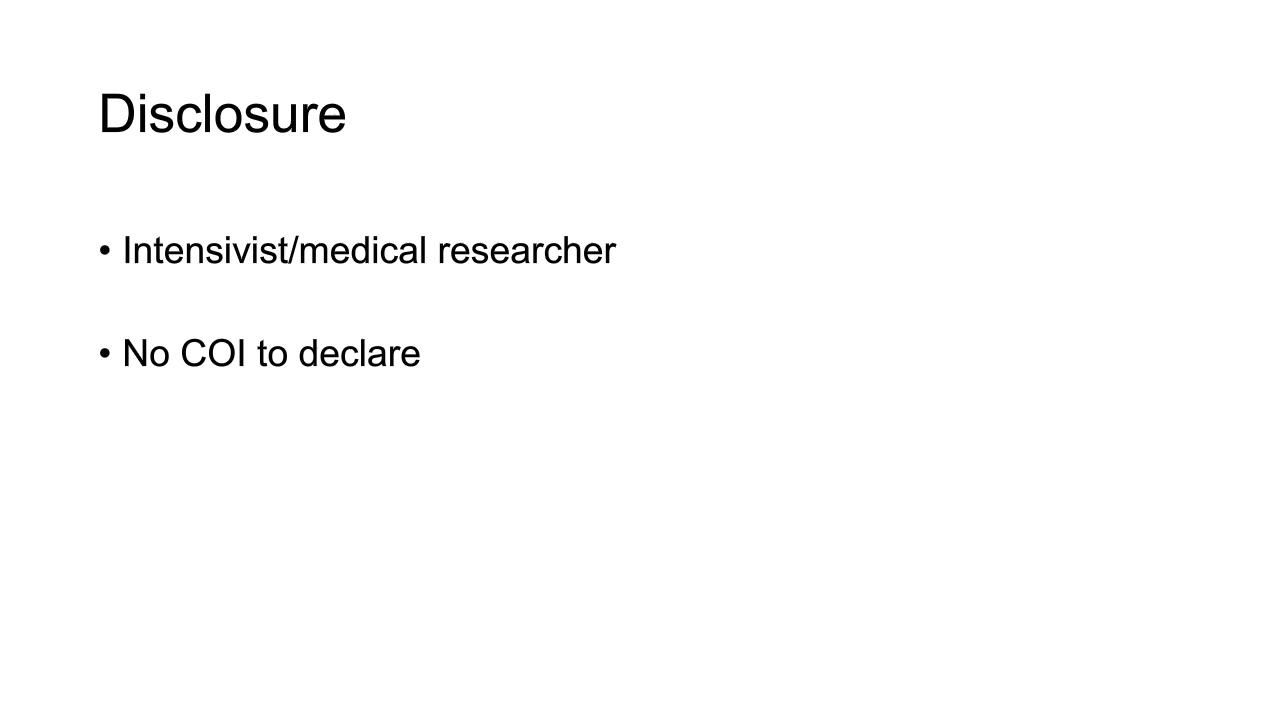 Disclosure
• Intensivist/medical researcher
• No COI to declare